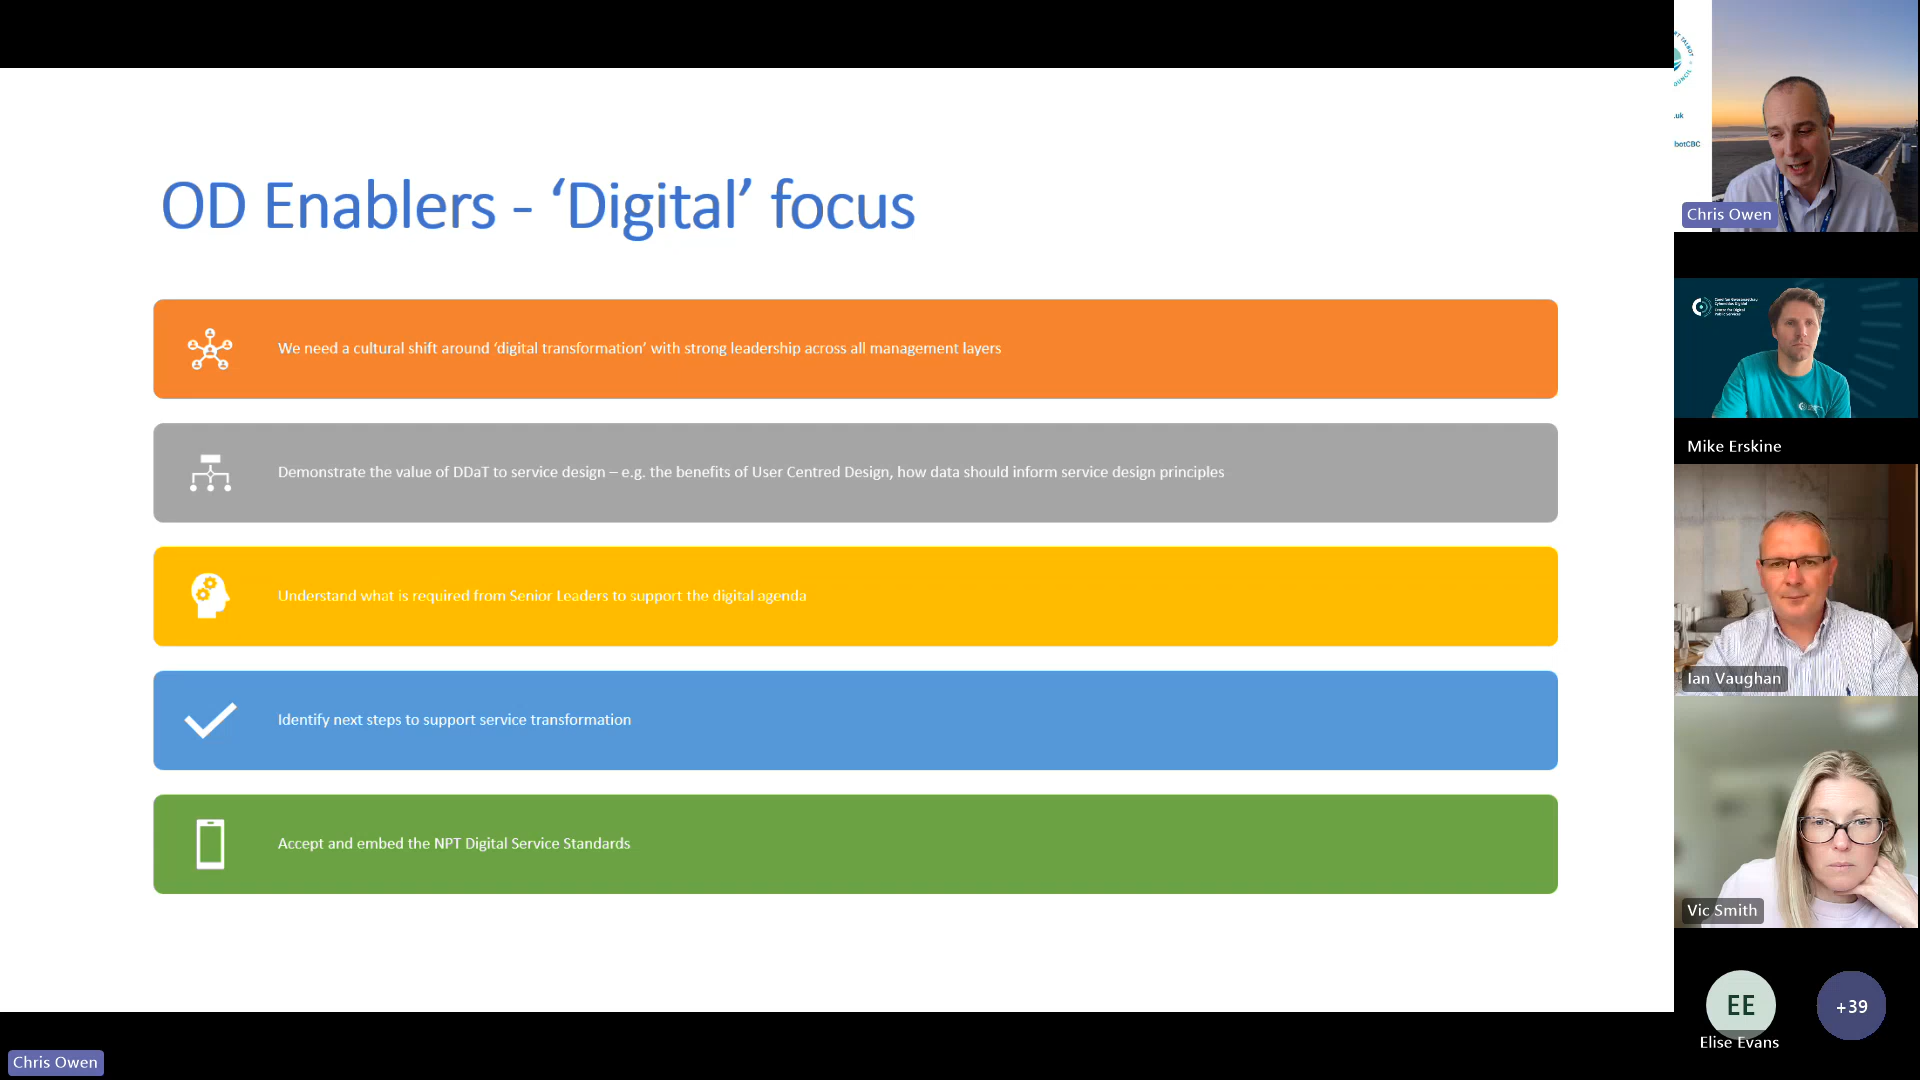 OD Enablers - ‘Digital’ focus
We need a cultural shift around ‘digital transformation’ with strong leadership across all management layers
Demonstrate the value of DDaT to service design – e.g. the benefits of User Centred Design, how data should inform service design principles
Understand what is required from Senior Leaders to support the digital agenda
Identify next steps to support service transformation
Accept and embed the NPT Digital Service Standards
Chris Owen
.uk
botCBC
Chris Owen
Mike Erskine
Ian Vaughan
Vic Smith
EE
Elise Evans
+39